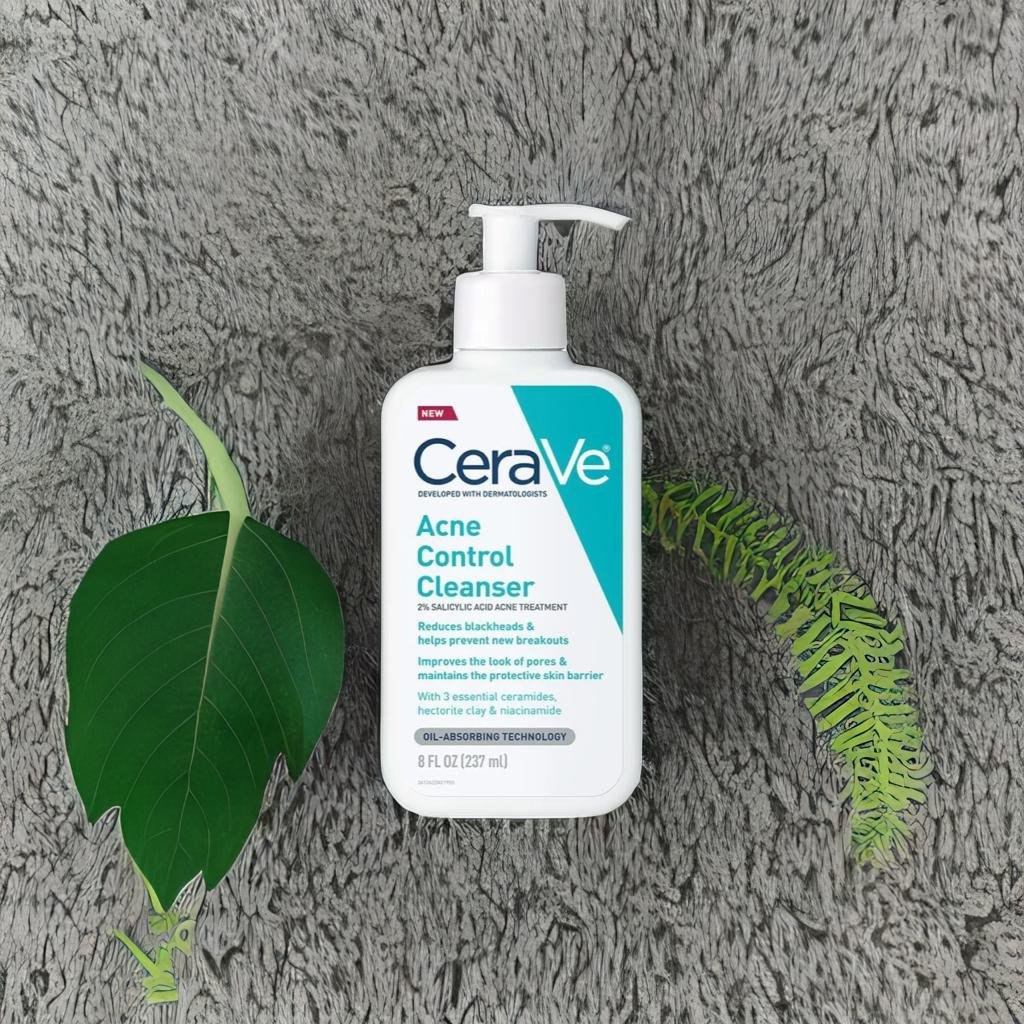 NEW
CeraVe®
DEVELOPED WITH DERMATOLOGISTS
Acne
Control
Cleanser
2% SALICYLIC ACID ACNE TREATMENT
Reduces blackheads &
helps prevent new breakouts
Improves the look of pores &
maintains the protective skin barrier
With 3 essential ceramides,
hectorite clay & niacinamide
OIL-ABSORBING TECHNOLOGY
8 FL OZ (237 ml)